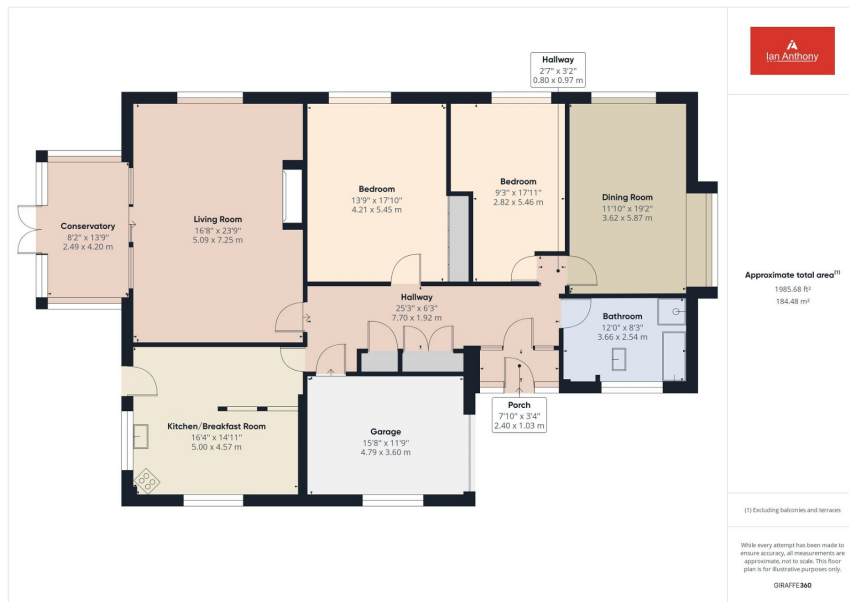 Hallway
2'7" x 3'2"
0.80 x 0.97 m
Conservatory
8'2" x 13'9"
2.49 x 4.20 m
Living Room
16'8" x 23'9"
5.09 x 7.25 m
Bedroom
13'9" x 17'10"
4.21 x 5.45 m
Bedroom
9'3" x 17'11"
2.82 x 5.46 m
Dining Room
11'10" x 19'2"
3.62 x 5.87 m
Hallway
25'3" x 6'3"
7.70 x 1.92 m
Bathroom
12'0" x 8'3"
3.66 x 2.54 m
Kitchen/Breakfast Room
16'4" x 14'11"
5.00 x 4.57 m
Garage
15'8" x 11'9"
4.79 x 3.60 m
Porch
7'10" x 3'4"
2.40 x 1.03 m
Ian Anthony
Approximate total area(1)
1985.68 ft²
184.48 m²
(1) Excluding balconies and terraces
While every attempt has been made to
ensure accuracy, all measurements are
approximate, not to scale. This floor
plan is for illustrative purposes only.
GIRAFFE360